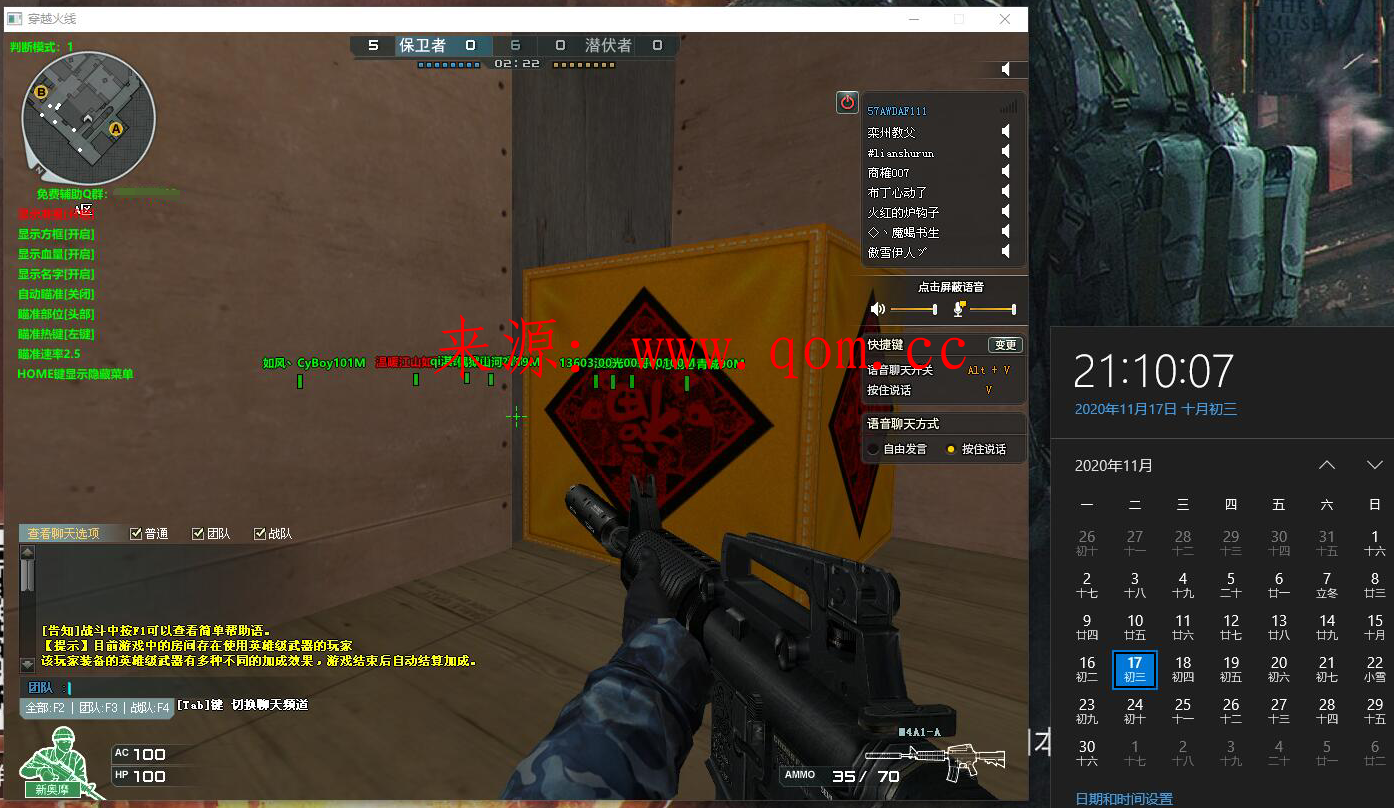 穿越火线
判断模式: 1
5 保卫者 0 6 0 潜伏者 0
02:22
B
A
N
免费辅助Q群:
A区
显示方框[开启]
显示血量[开启]
显示名字[开启]
自动瞄准[关闭]
瞄准部位[头部]
瞄准热键[左键]
瞄准速率2.5
HOME键显示隐藏菜单
57AWDAF111
栾州教父
#lianshurun
商榷007
布丁心动了
火红的炉钩子
◇丶魔蝎书生
傲雪伊人ヅ
点击屏蔽语音
快捷键 变更
语音聊天开关 Alt + V
按住说话 V
语音聊天方式
自由发言 按住说话
来源: www.qom.cc
如风丶CyBoy101M
查看聊天选项 普通 团队 战队
[告知]战斗中按F1可以查看简单帮助语。
【提示】目前游戏中的房间存在使用英雄级武器的玩家
该玩家装备的英雄级武器有多种不同的加成效果,游戏结束后自动结算加成。
团队 :
全部:F2 | 团队:F3 | 战队:F4 [Tab]键 切换聊天频道
AC 100
HP 100
新奥摩
M4A1-A
AMMO 35/ 70
21:10:07
2020年11月17日 十月初三
2020年11月
一 二 三 四 五 六 日
26 27 28 29 30 31 1
初十 十一 十二 十三 十四 十五 十六
2 3 4 5 6 7 8
十七 十八 十九 二十 廿一 立冬 廿三
9 10 11 12 13 14 15
廿四 廿五 廿六 廿七 廿八 廿九 十月
16 17 18 19 20 21 22
初二 初三 初四 初五 初六 初七 小雪
23 24 25 26 27 28 29
初九 初十 十一 十二 十三 十四 十五
30 1 2 3 4 5 6
十六 十七 十八 十九 二十 廿一 廿二
日期和时间设置